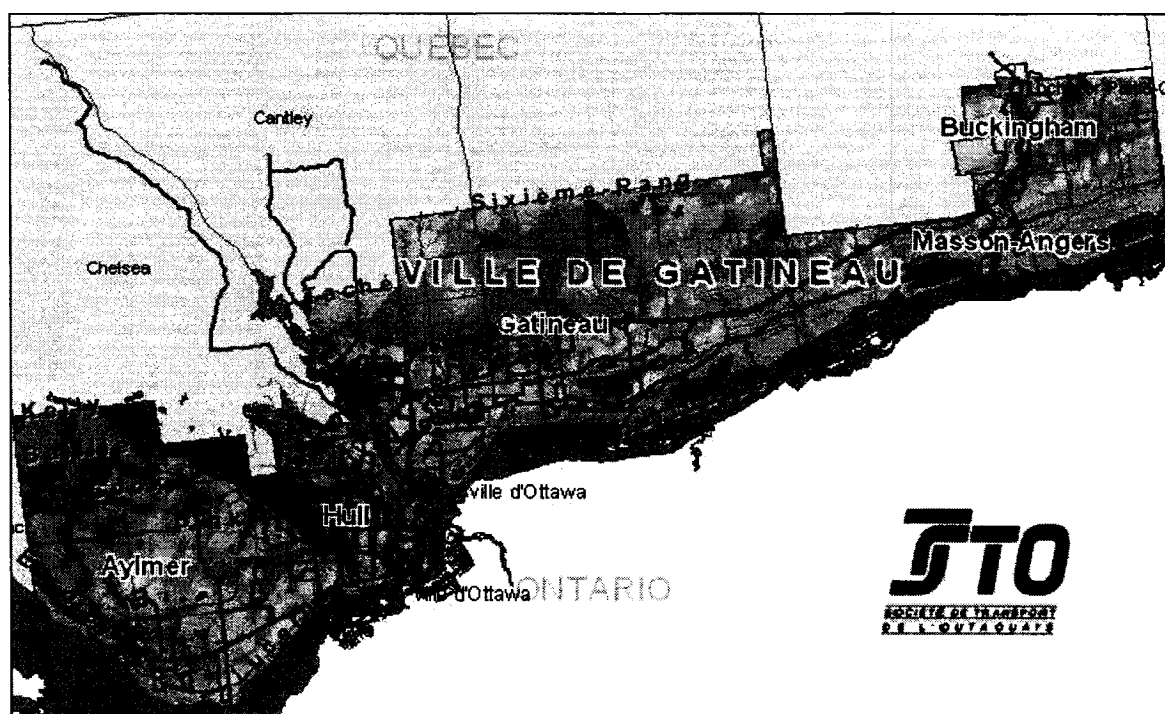 QUÉBEC
Cantley
Buckingham
Sixième-Rang
Masson-Angers
Chelsea
VILLE DE GATINEAU
Gatineau
ville d'Ottawa
Hull
Aylmer
ONTARIO
d'Ottawa
STO
SOCIÉTÉ DE TRANSPORT
DE L'OUTAOUAIS